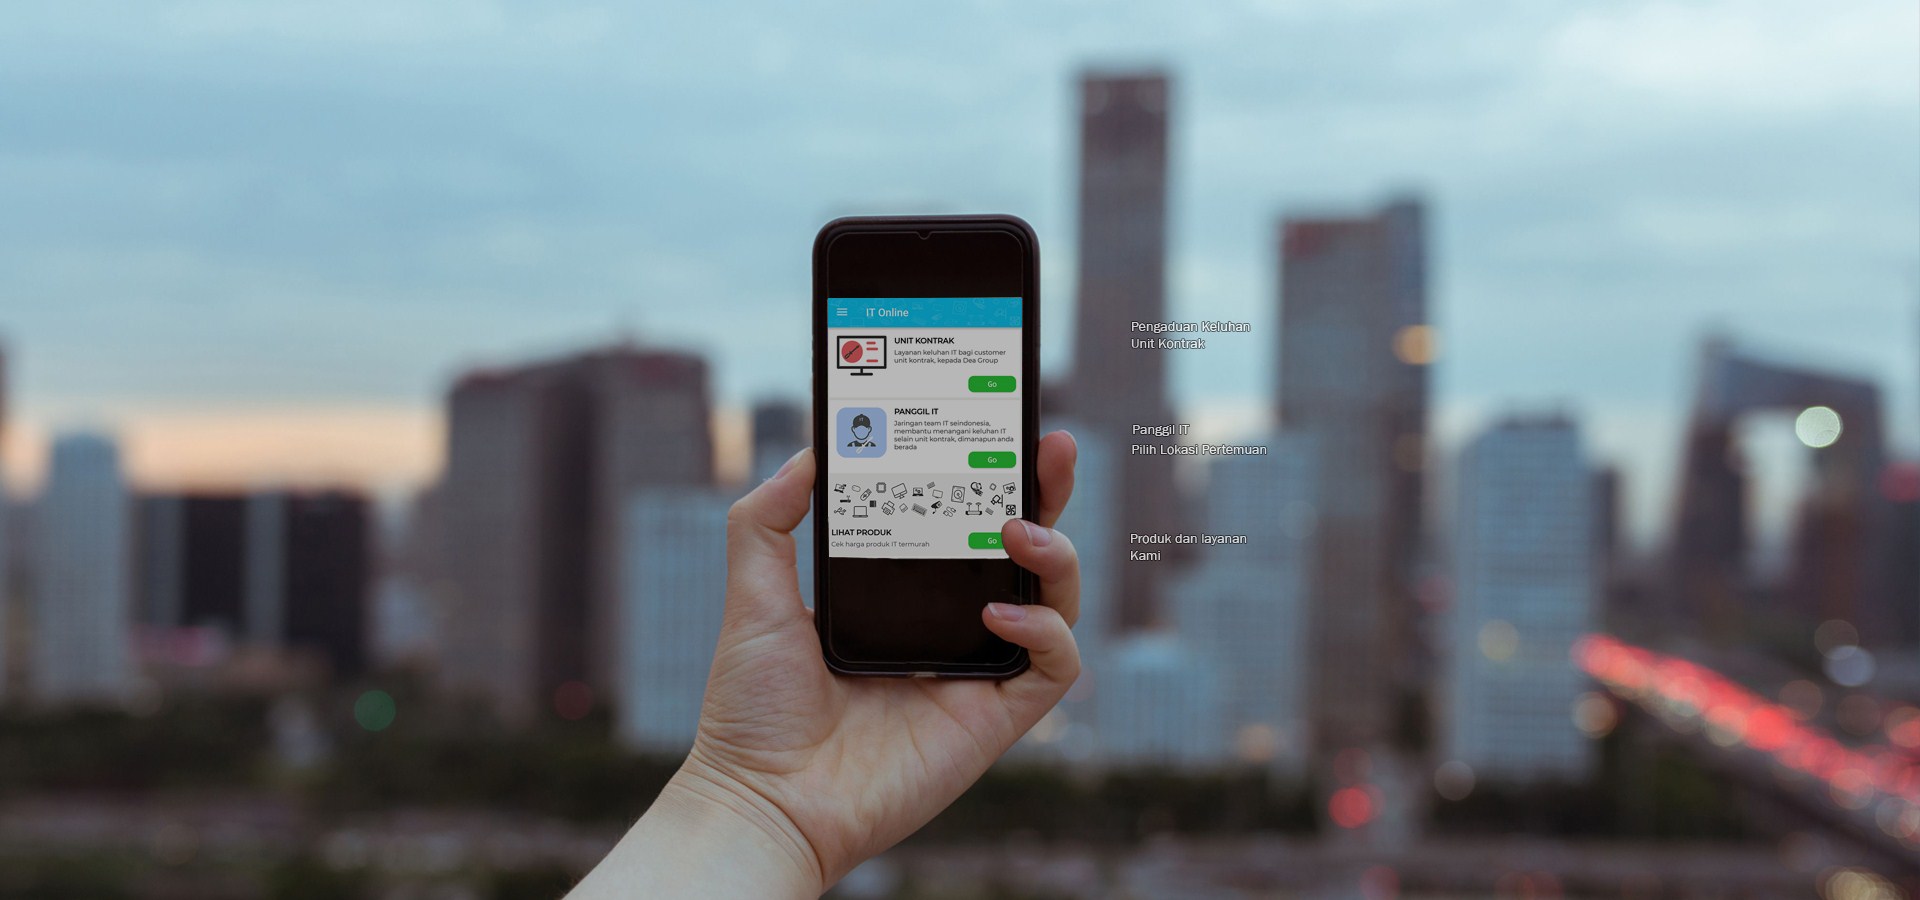 IT Online
UNIT KONTRAK
Layanan keluhan IT bagi customer
unit kontrak, kepada Dea Group
Go
PANGGIL IT
Jaringan team IT seindonesia,
membantu menangani keluhan IT
selain unit kontrak, dimanapun anda
berada
Go
LIHAT PRODUK
Cek harga produk IT termurah
Go
Pengaduan Keluhan
Unit Kontrak
Panggil IT
Pilih Lokasi Pertemuan
Produk dan layanan
Kami